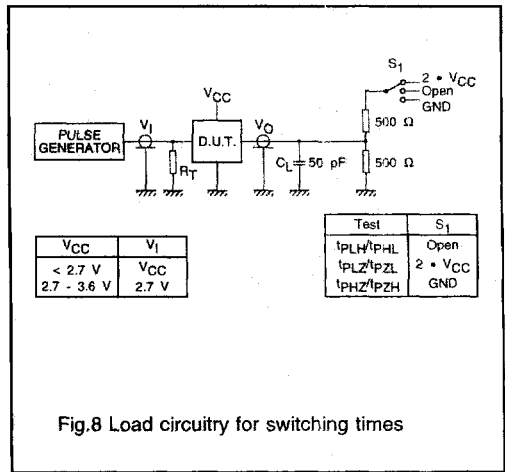 S1
2 • VCC
Open
GND
VCC
500 Ω
PULSE
GENERATOR
VI
D.U.T.
VO
RT
CL
50 pF
500 Ω
VCC VI
< 2.7 V VCC
2.7 - 3.6 V 2.7 V
Test S1
tPLH/tPHL Open
tPLZ/tPZL 2 • VCC
tPHZ/tPZH GND
Fig.8 Load circuitry for switching times